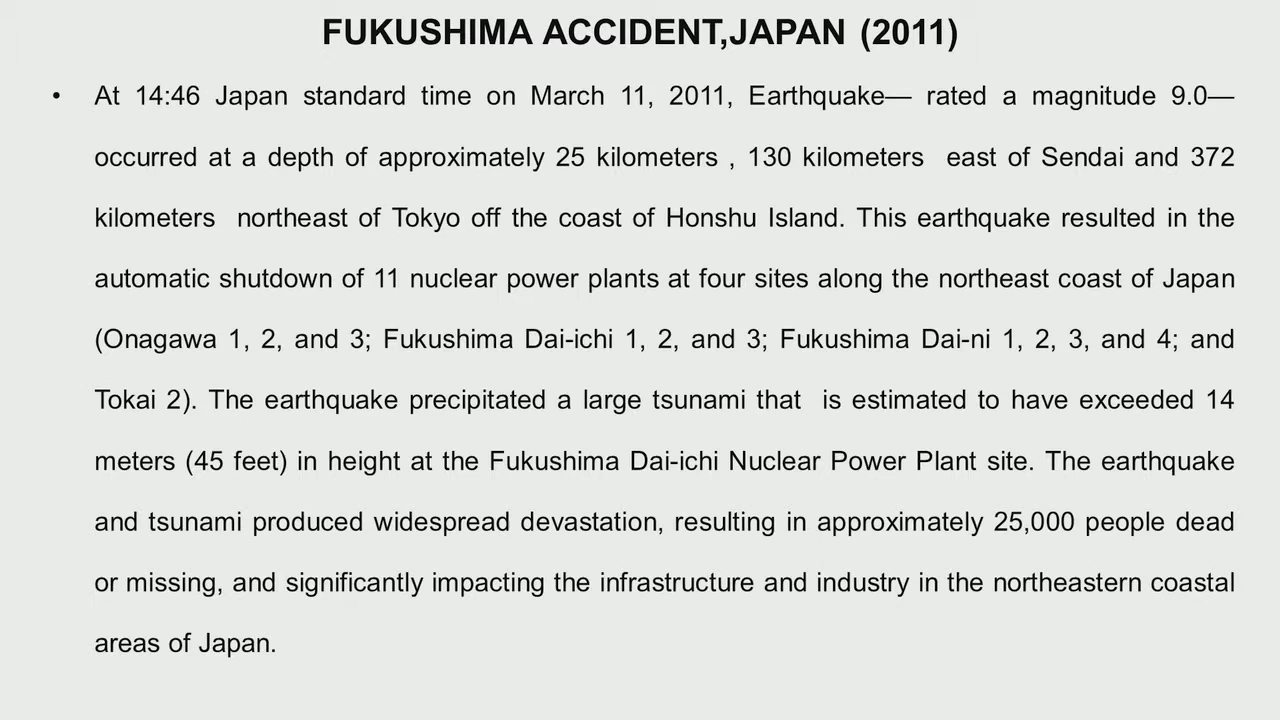 FUKUSHIMA ACCIDENT,JAPAN (2011)
• At 14:46 Japan standard time on March 11, 2011, Earthquake— rated a magnitude 9.0—
occurred at a depth of approximately 25 kilometers , 130 kilometers east of Sendai and 372
kilometers northeast of Tokyo off the coast of Honshu Island. This earthquake resulted in the
automatic shutdown of 11 nuclear power plants at four sites along the northeast coast of Japan
(Onagawa 1, 2, and 3; Fukushima Dai-ichi 1, 2, and 3; Fukushima Dai-ni 1, 2, 3, and 4; and
Tokai 2). The earthquake precipitated a large tsunami that is estimated to have exceeded 14
meters (45 feet) in height at the Fukushima Dai-ichi Nuclear Power Plant site. The earthquake
and tsunami produced widespread devastation, resulting in approximately 25,000 people dead
or missing, and significantly impacting the infrastructure and industry in the northeastern coastal
areas of Japan.